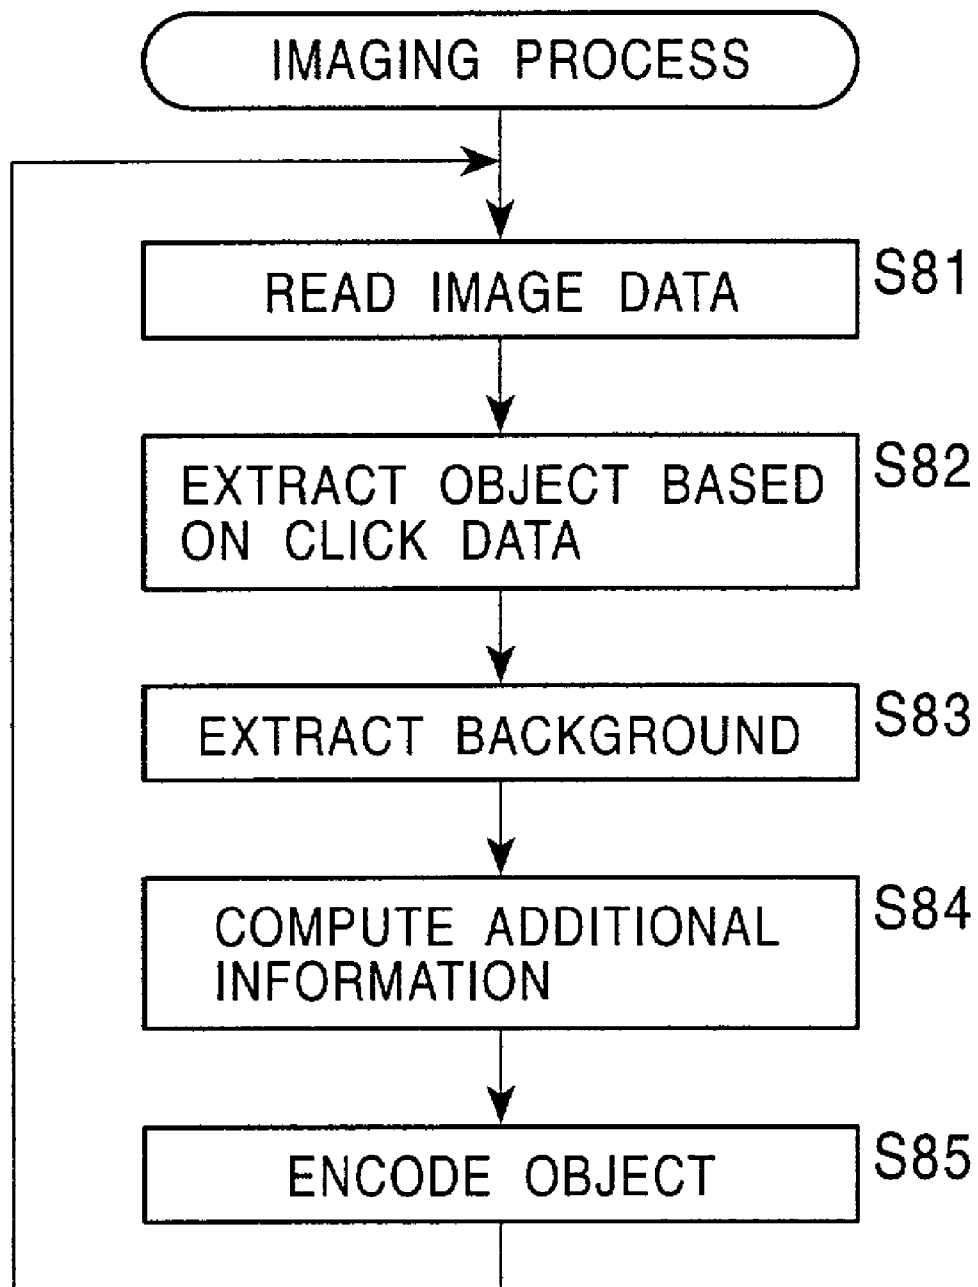 IMAGING PROCESS
READ IMAGE DATA
S81
EXTRACT OBJECT BASED
ON CLICK DATA
S82
EXTRACT BACKGROUND
S83
COMPUTE ADDITIONAL
INFORMATION
S84
ENCODE OBJECT
S85